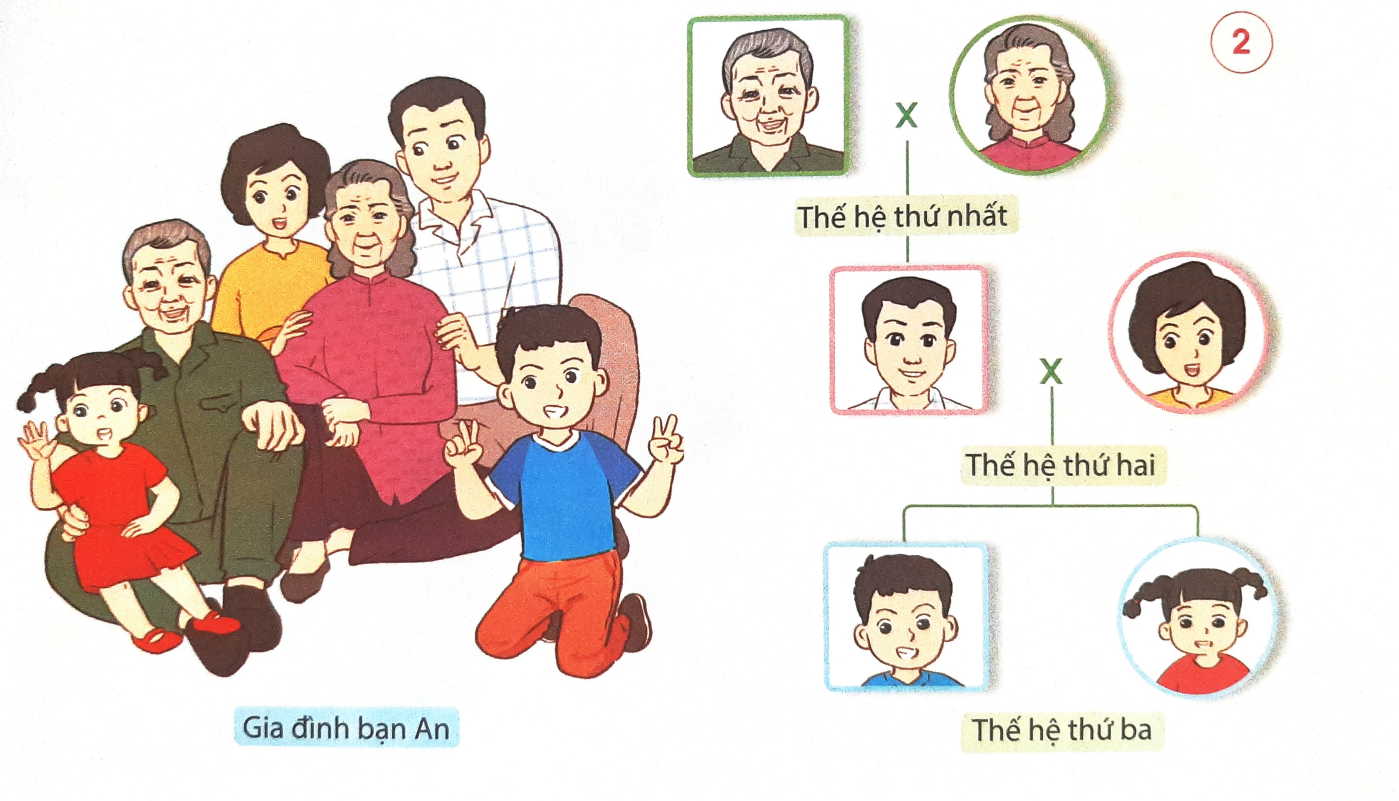 2
X
Thế hệ thứ nhất
X
Thế hệ thứ hai
Thế hệ thứ ba
Gia đình bạn An